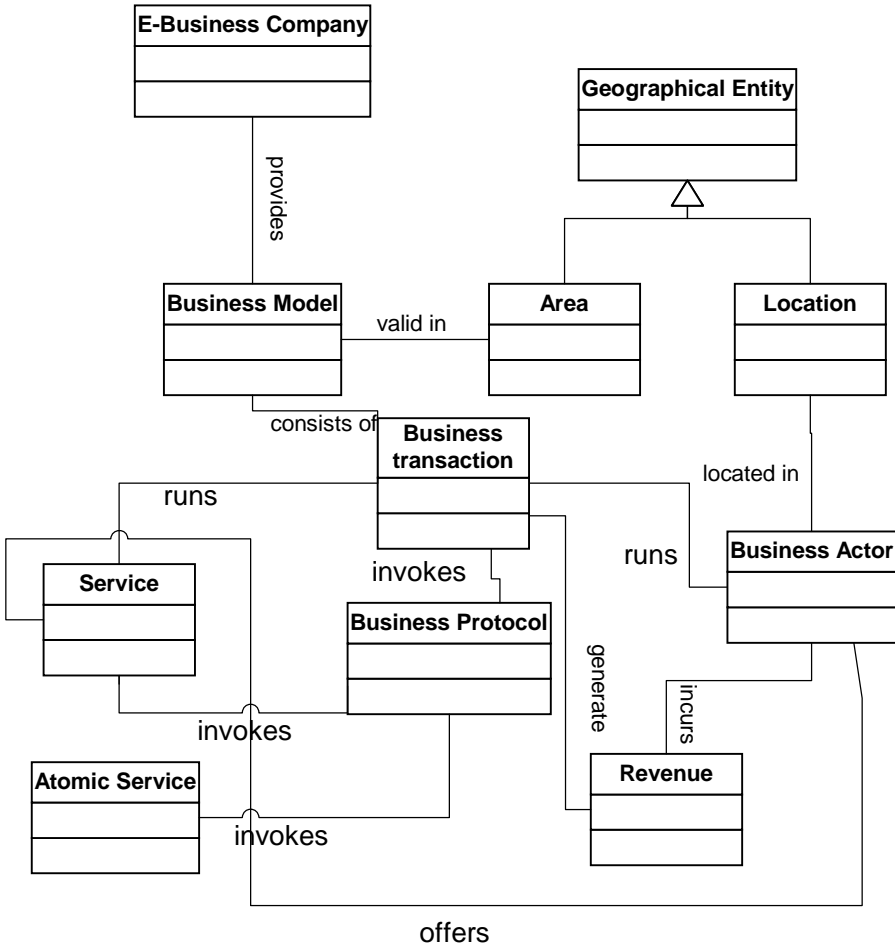 E-Business Company
Geographical Entity
provides
Business Model
valid in
Area
Location
consists of
Business
transaction
located in
runs
Business Actor
runs
invokes
Service
Business Protocol
generate
incurs
invokes
Revenue
Atomic Service
invokes
offers